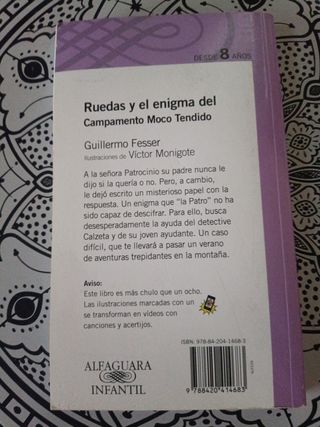 DESDE 8 AÑOS
Ruedas y el enigma del
Campamento Moco Tendido
Guillermo Fesser
Ilustraciones de Víctor Monigote
A la señora Patrocinio su padre nunca le
dijo si la quería o no. Pero, a cambio,
le dejó escrito un misterioso papel con la
respuesta. Un enigma que "la Patro" no ha
sido capaz de descifrar. Para ello, busca
desesperadamente la ayuda del detective
Calzeta y de su joven ayudante. Un caso
difícil, que te llevará a pasar un verano
de aventuras trepidantes en la montaña.
Aviso:
Este libro es más chulo que un ocho.
Las ilustraciones marcadas con un
se transforman en vídeos con
canciones y acertijos.
ISBN: 978-84-204-1468-3
9 788420 414683
ALFAGUARA
INFANTIL